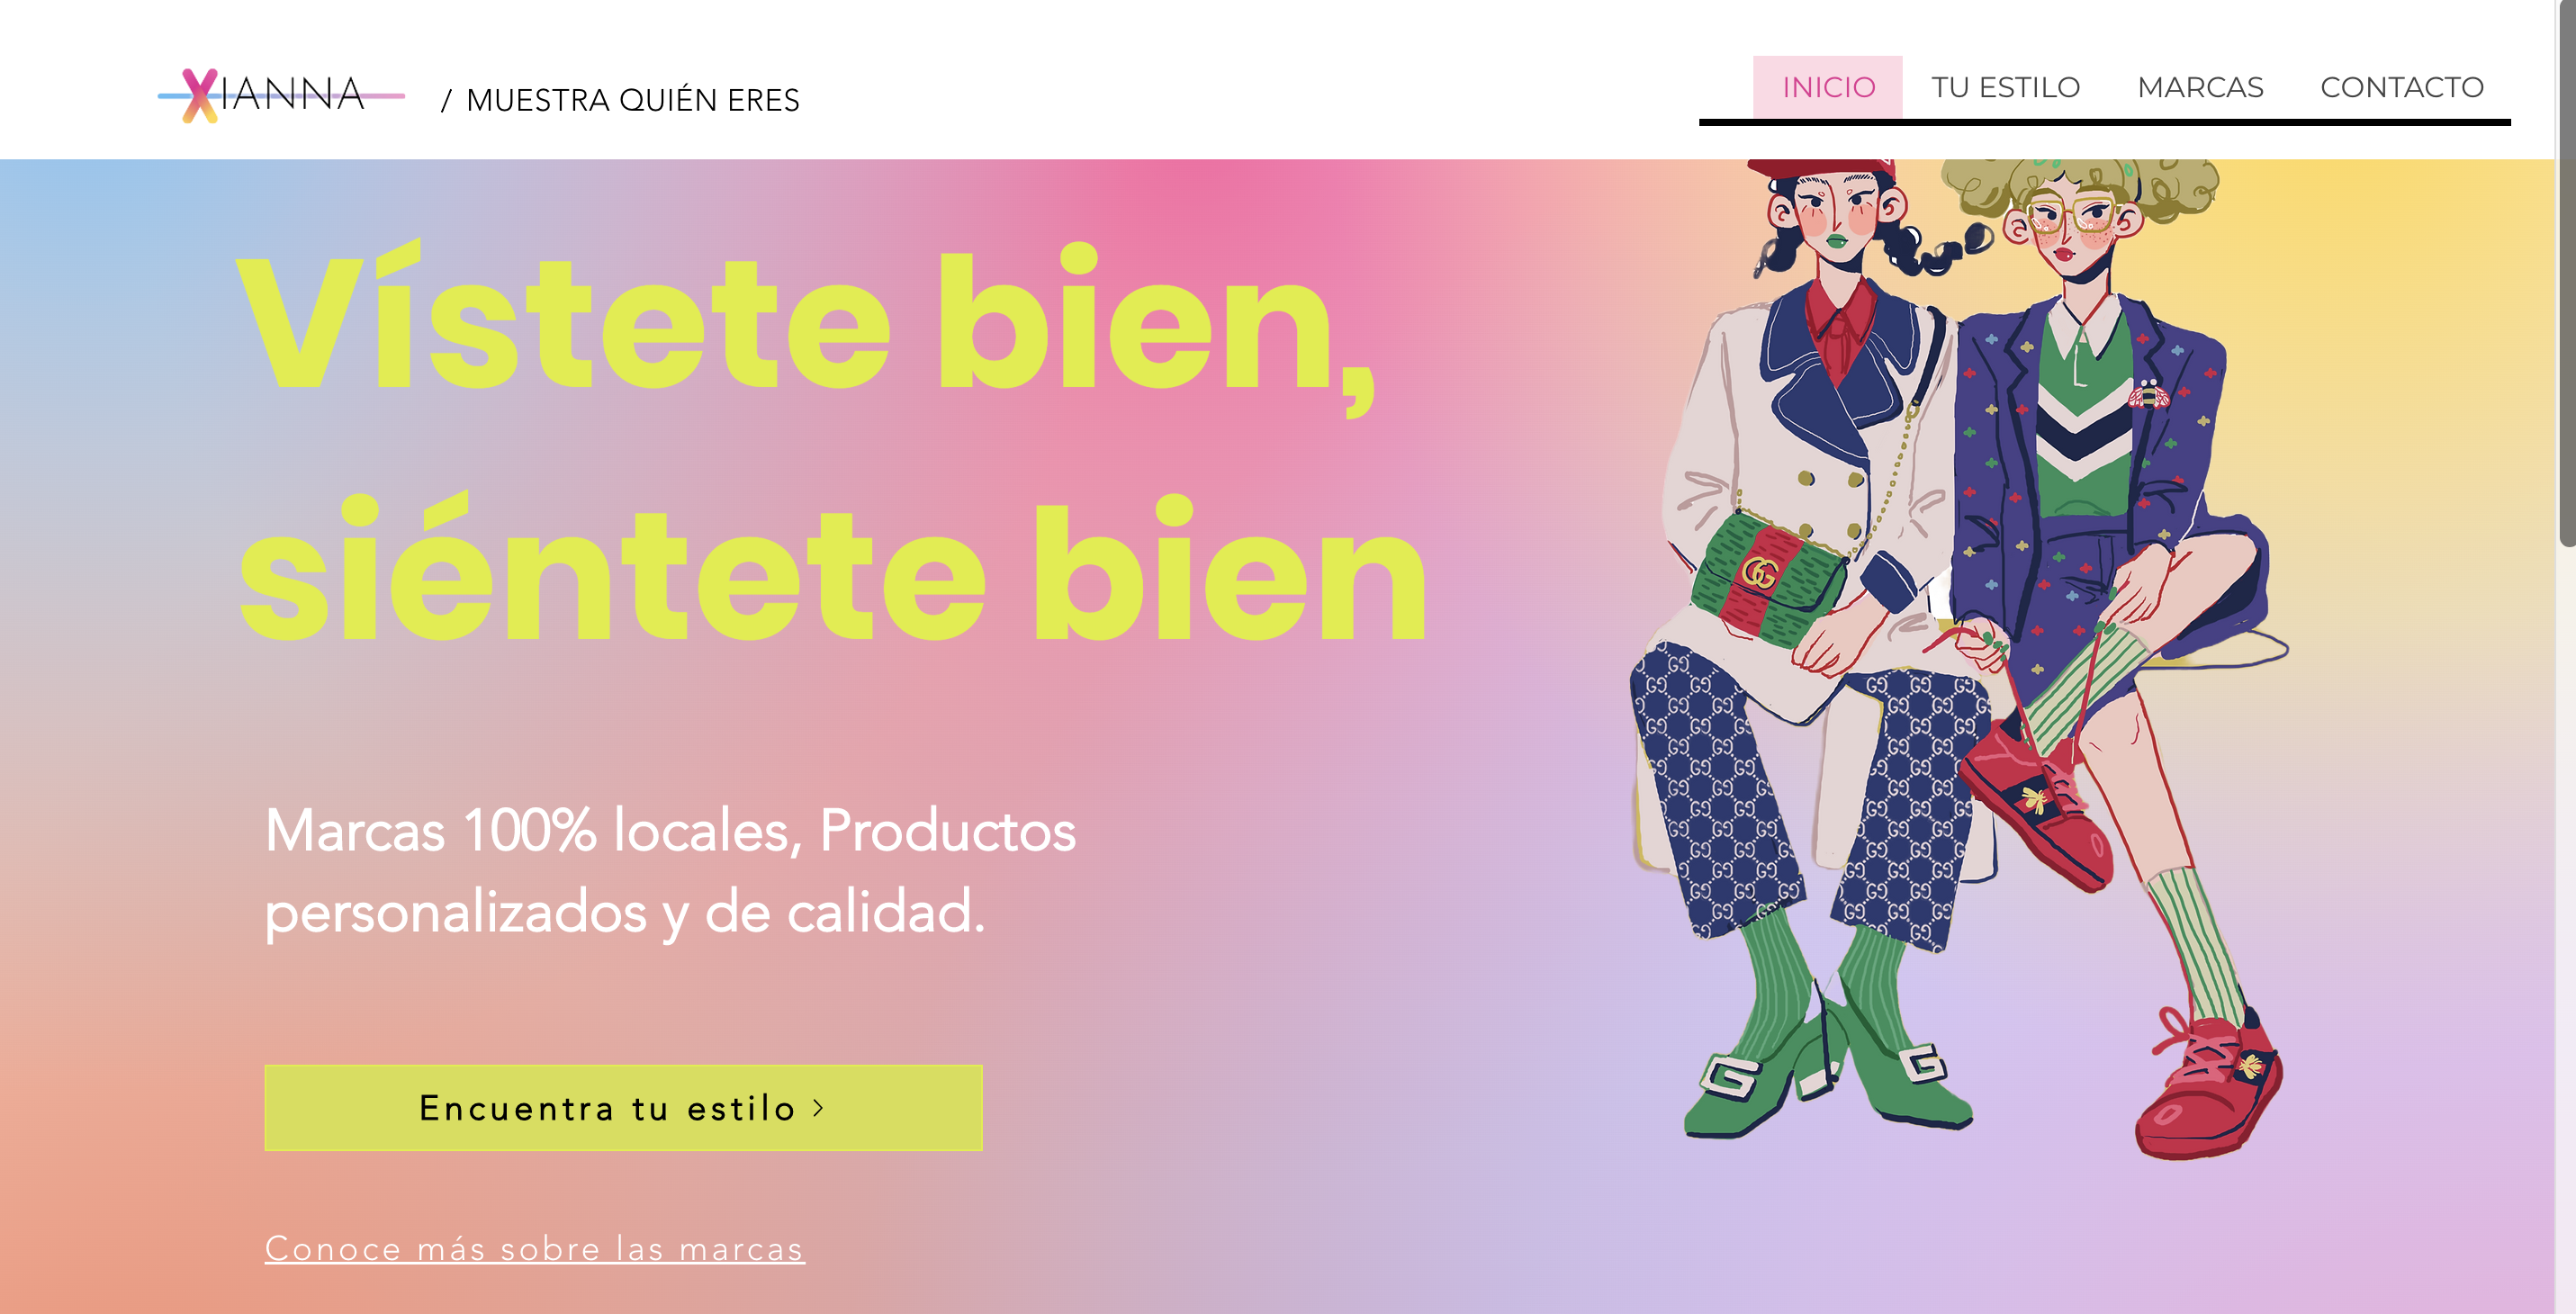 XIANNA / MUESTRA QUIÉN ERES
INICIO TU ESTILO MARCAS CONTACTO
Vístete bien,
siéntete bien
Marcas 100% locales, Productos
personalizados y de calidad.
Encuentra tu estilo >
Conoce más sobre las marcas